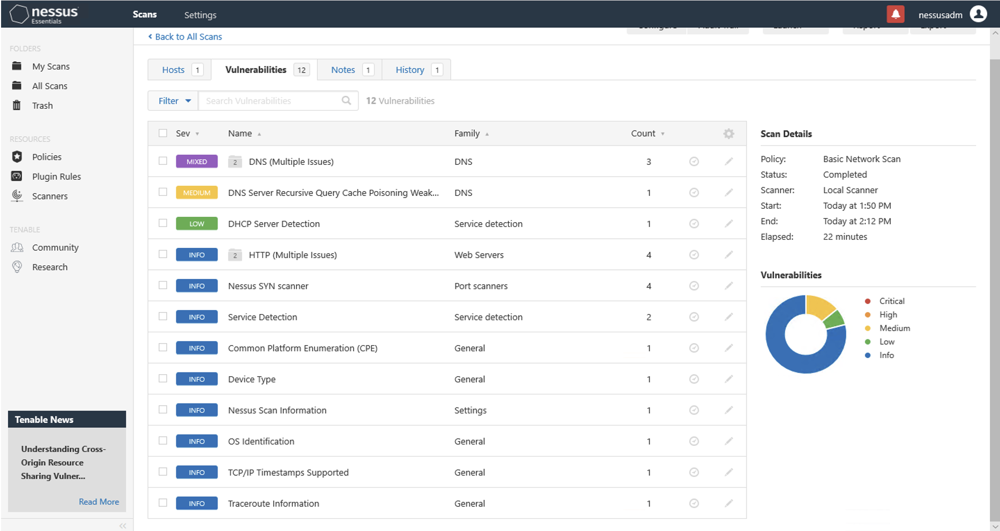 nessus
Essentials
Scans
Settings
nessusadm
Back to All Scans
FOLDERS
My Scans
All Scans
Trash
RESOURCES
Policies
Plugin Rules
Scanners
TENABLE
Community
Research
Tenable News
Understanding Cross-
Origin Resource
Sharing Vulner...
Read More
Hosts 1
Vulnerabilities 12
Notes 1
History 1
Filter
Search Vulnerabilities
12 Vulnerabilities
Sev Name Family Count
MIXED 2 DNS (Multiple Issues) DNS 3
MEDIUM DNS Server Recursive Query Cache Poisoning Weak... DNS 1
LOW DHCP Server Detection Service detection 1
INFO 2 HTTP (Multiple Issues) Web Servers 4
INFO Nessus SYN scanner Port scanners 4
INFO Service Detection Service detection 2
INFO Common Platform Enumeration (CPE) General 1
INFO Device Type General 1
INFO Nessus Scan Information Settings 1
INFO OS Identification General 1
INFO TCP/IP Timestamps Supported General 1
INFO Traceroute Information General 1
Scan Details
Policy: Basic Network Scan
Status: Completed
Scanner: Local Scanner
Start: Today at 1:50 PM
End: Today at 2:12 PM
Elapsed: 22 minutes
Vulnerabilities
Critical
High
Medium
Low
Info